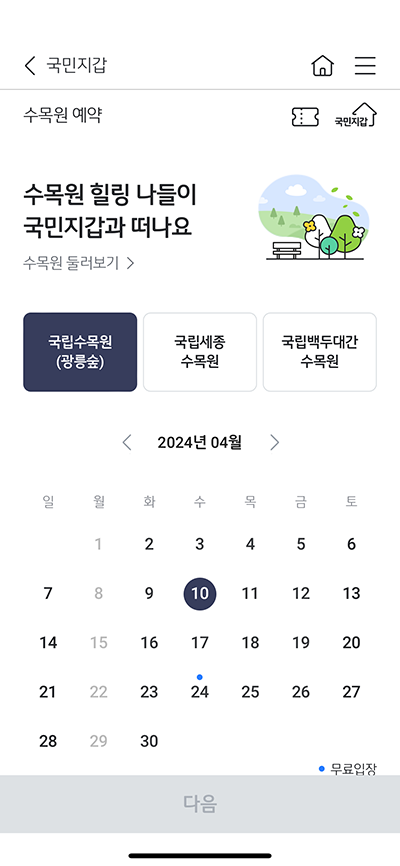 국민지갑
수목원 예약
국민지갑
수목원 힐링 나들이
국민지갑과 떠나요
수목원 둘러보기
국립수목원
(광릉숲)
국립세종
수목원
국립백두대간
수목원
2024년 04월
일 월 화 수 목 금 토
1 2 3 4 5 6
7 8 9 10 11 12 13
14 15 16 17 18 19 20
21 22 23 24 25 26 27
28 29 30
무료입장
다음